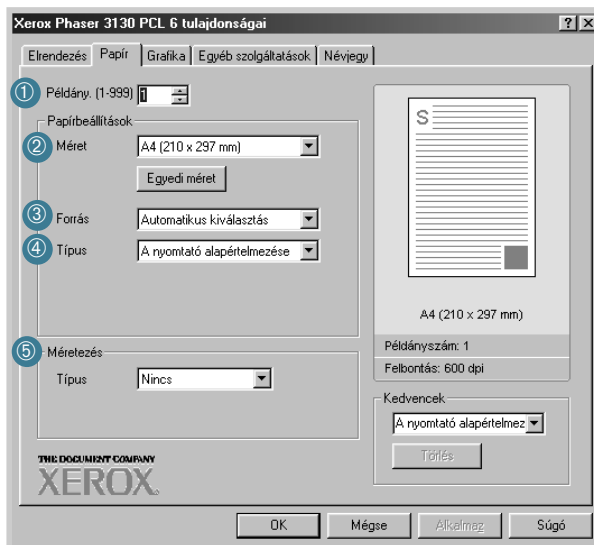 Xerox Phaser 3130 PCL 6 tulajdonságai
Elrendezés Papír Grafika Egyéb szolgáltatások Névjegy
1 Példány. (1-999) 1
Papírbeállítások
2 Méret A4 (210 x 297 mm)
Egyedi méret
3 Forrás Automatikus kiválasztás
4 Típus A nyomtató alapértelmezése
5 Méretezés
Típus Nincs
S
A4 (210 x 297 mm)
Példányszám: 1
Felbontás: 600 dpi
Kedvencek
A nyomtató alapértelmez
Törlés
THE DOCUMENT COMPANY
XEROX
OK Mégse Alkalmaz Súgó